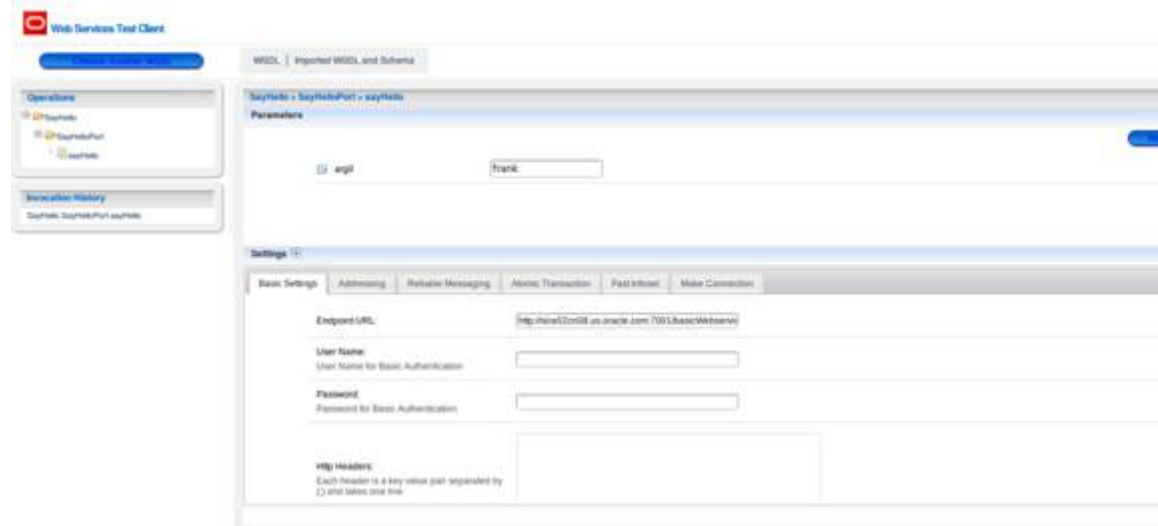 Web Services Test Client
WSDL | Imported WSDL and Schema
Operations
SayHello
SayHelloPort
sayHello
Invocation History
SayHello.SayHelloPort.sayHello
SayHello > SayHelloPort > sayHello
Parameters
arg0 Frank
Settings
Basic Settings Addressing Reliable Messaging Atomic Transaction Fast Infoset Make Connection
Endpoint URL:
User Name:
User Name for Basic Authentication
Password:
Password for Basic Authentication
Http Headers:
Each header is a key value pair separated by
(:) and takes one line